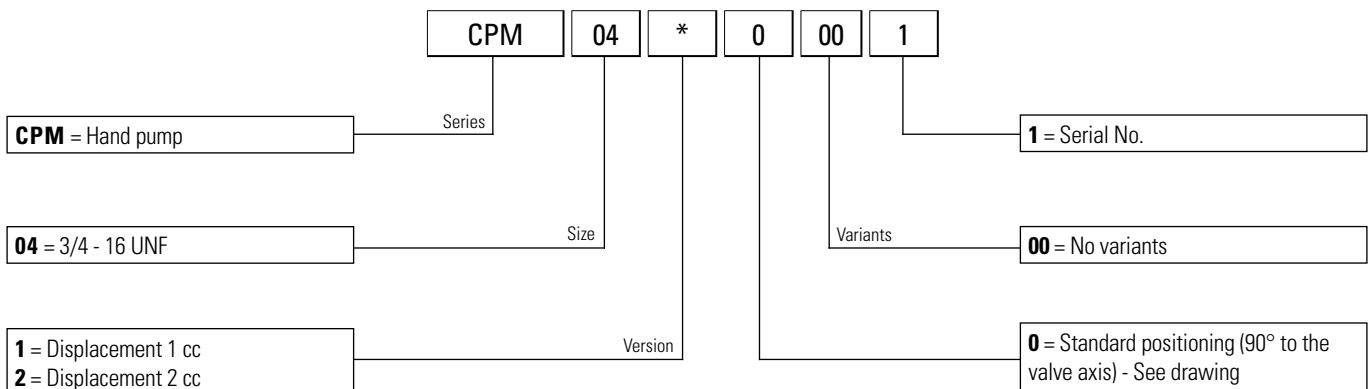 CPM 04 * 0 00 1
Series
CPM = Hand pump
1 = Serial No.
Size
04 = 3/4 - 16 UNF
Variants
00 = No variants
Version
1 = Displacement 1 cc
2 = Displacement 2 cc
0 = Standard positioning (90° to the
valve axis) - See drawing